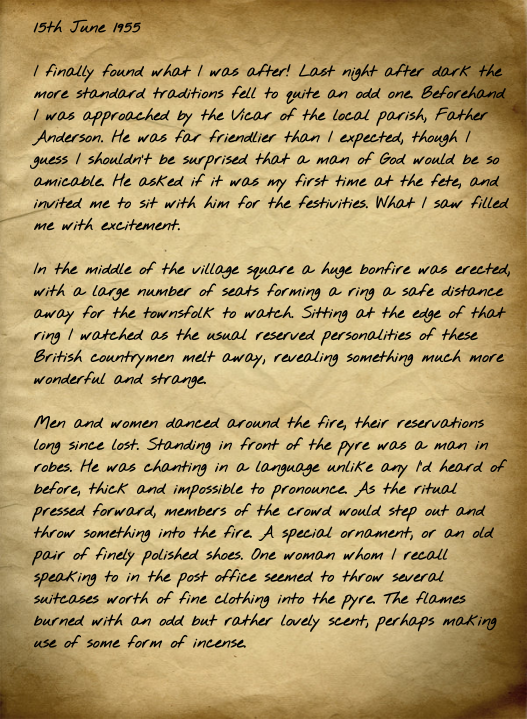 15th June 1955
I finally found what I was after! Last night after dark the
more standard traditions fell to quite an odd one. Beforehand
I was approached by the Vicar of the local parish, Father
Anderson. He was far friendlier than I expected, though I
guess I shouldn't be surprised that a man of God would be so
amicable. He asked if it was my first time at the fete, and
invited me to sit with him for the festivities. What I saw filled
me with excitement.
In the middle of the village square a huge bonfire was erected,
with a large number of seats forming a ring a safe distance
away for the townsfolk to watch. Sitting at the edge of that
ring I watched as the usual reserved personalities of these
British countrymen melt away, revealing something much more
wonderful and strange.
Men and women danced around the fire, their reservations
long since lost. Standing in front of the pyre was a man in
robes. He was chanting in a language unlike any I'd heard of
before, thick and impossible to pronounce. As the ritual
pressed forward, members of the crowd would step out and
throw something into the fire. A special ornament, or an old
pair of finely polished shoes. One woman whom I recall
speaking to in the post office seemed to throw several
suitcases worth of fine clothing into the pyre. The flames
burned with an odd but rather lovely scent, perhaps making
use of some form of incense.